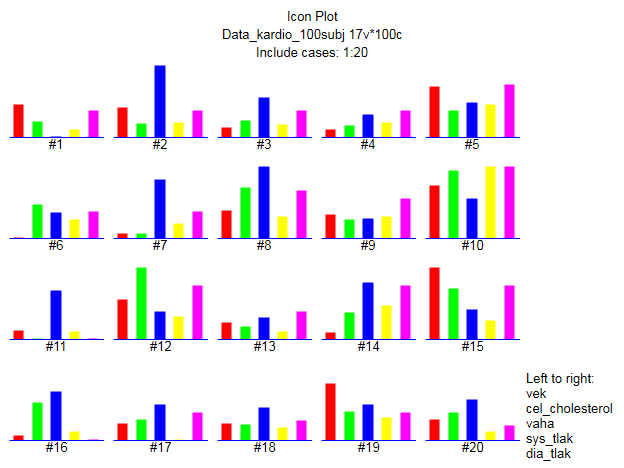 Icon Plot
Data_kardio_100subj 17v*100c
Include cases: 1:20
#1 #2 #3 #4 #5
#6 #7 #8 #9 #10
#11 #12 #13 #14 #15
#16 #17 #18 #19 #20
Left to right:
vek
cel_cholesterol
vaha
sys_tlak
dia_tlak